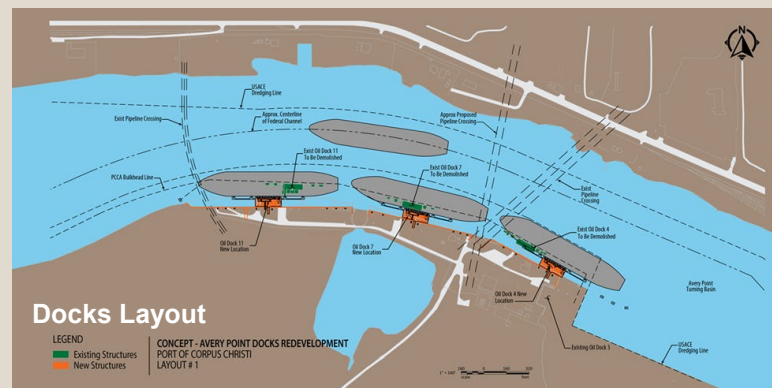 N
USACE
Dredging Line
Exist Pipeline Crossing
Approx. Centerline
of Federal Channel
Approx Proposed
Pipeline Crossing
Exist Oil Dock 11
To Be Demolished
Exist Oil Dock 7
To Be Demolished
PCCA Bulkhead Line
Exist
Pipeline
Crossing
Exist Oil Dock 4
To Be Demolished
Oil Dock 11
New Location
Oil Dock 7
New Location
Oil Dock 4 New
Location
Avery Point
Turning Basin
Existing Oil Dock 5
USACE
Dredging Line
Docks Layout
LEGEND
Existing Structures
New Structures
CONCEPT - AVERY POINT DOCKS REDEVELOPMENT
PORT OF CORPUS CHRISTI
LAYOUT # 1
scale
feet